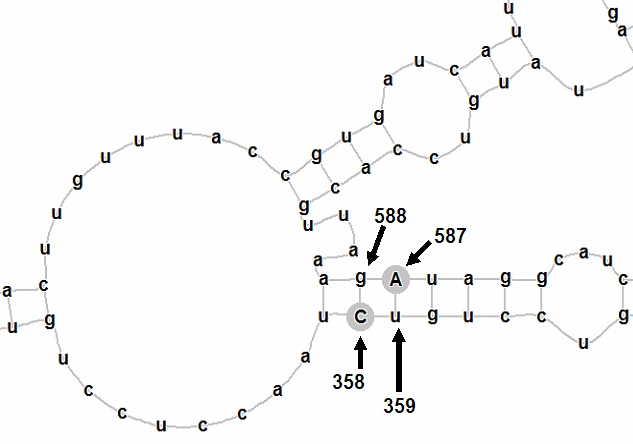 u g
u a
a
u c a
a u
u
g
g
u u a u u
u c g c c
c a
g c
g
u u 588
u
587
u a
a c a u
a g A u a g g c
a c
g u C u g u c c g
u
u
u a
358
c a
359
c u c c